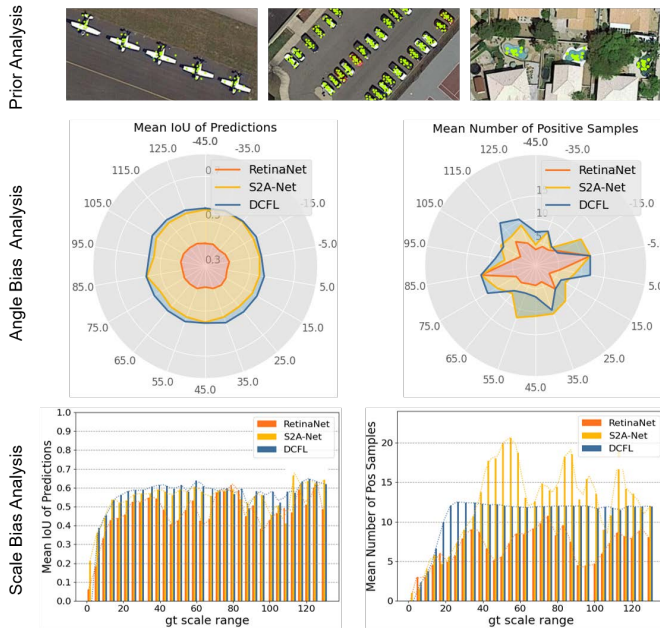 Prior Analysis
Angle Bias Analysis
Mean IoU of Predictions
-45.0
-35.0
125.0
115.0
105.0
95.0
85.0
75.0
65.0
55.0
45.0
35.0
25.0
15.0
5.0
-5.0
-15.0
0.3
RetinaNet
S2A-Net
DCFL
Mean Number of Positive Samples
-45.0
-35.0
125.0
115.0
105.0
95.0
85.0
75.0
65.0
55.0
45.0
35.0
25.0
15.0
5.0
-5.0
-15.0
RetinaNet
S2A-Net
DCFL
Scale Bias Analysis
Mean IoU of Predictions
1.0
0.9
0.8
0.7
0.6
0.5
0.4
0.3
0.2
0.1
0.0
0 20 40 60 80 100 120
gt scale range
RetinaNet
S2A-Net
DCFL
Mean Number of Pos Samples
20
15
10
5
0
0 20 40 60 80 100 120
gt scale range
RetinaNet
S2A-Net
DCFL